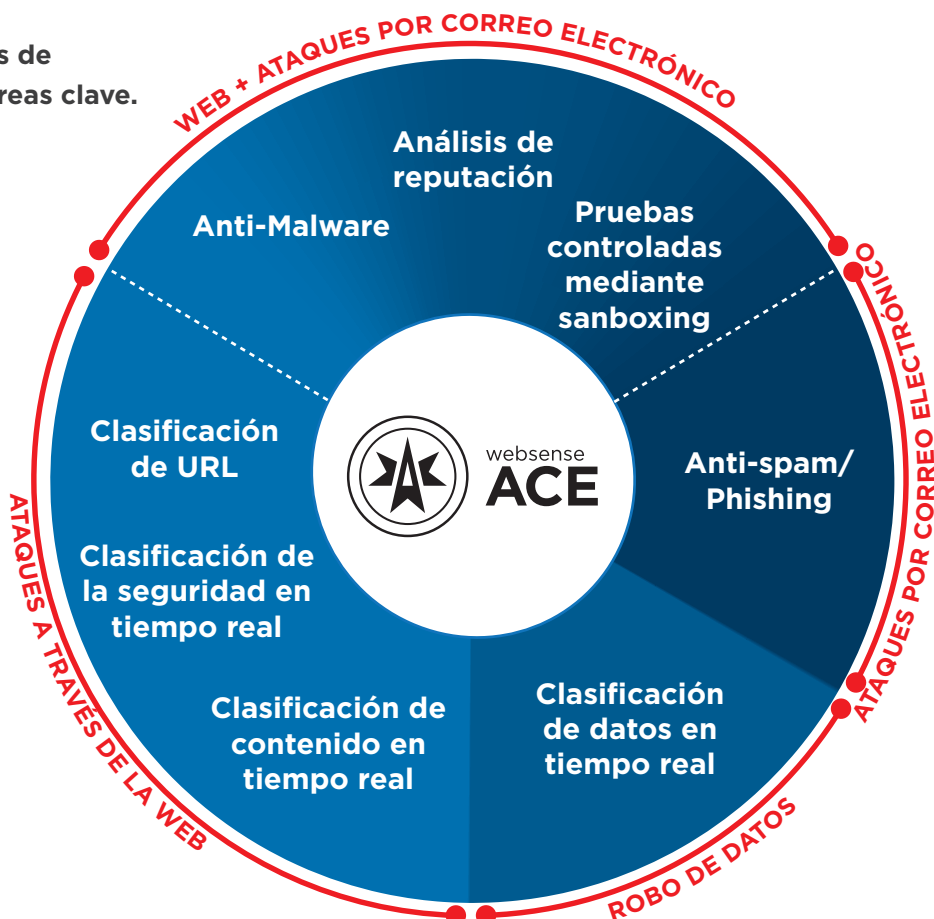 s de
reas clave.
WEB + ATAQUES POR CORREO ELECTRÓNICO
Análisis de
reputación
Anti-Malware
Pruebas
controladas
mediante
sanboxing
Clasificación
de URL
websense
ACE
Anti-spam/
Phishing
Clasificación de
la seguridad en
tiempo real
Clasificación de
contenido en
tiempo real
Clasificación
de datos en
tiempo real
ATAQUES POR CORREO ELECTRÓNICO
ATAQUES A TRAVÉS DE LA WEB
ROBO DE DATOS